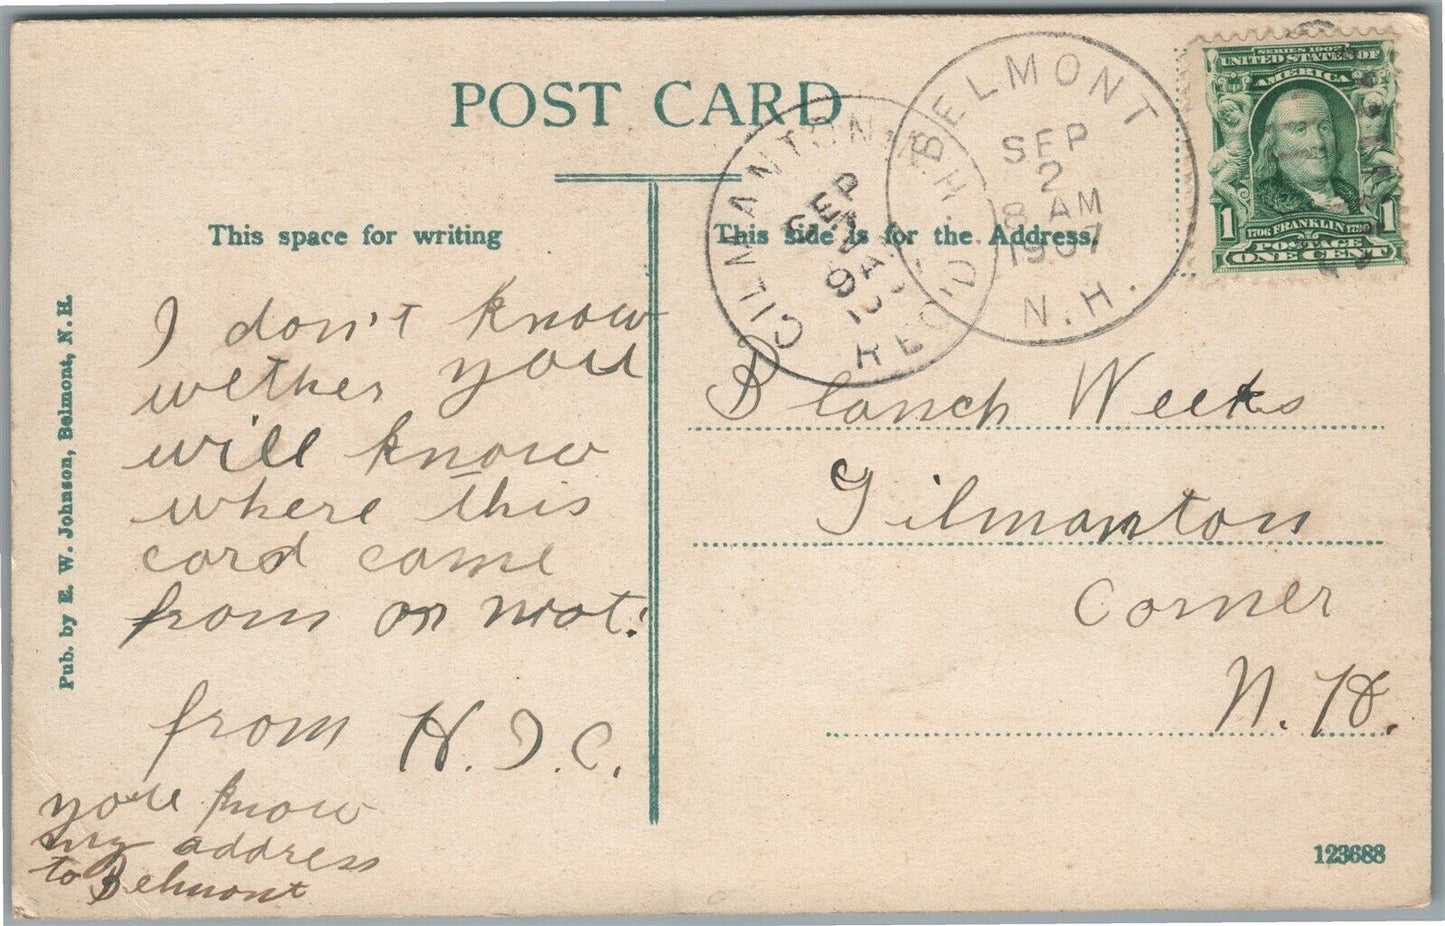 POST CARD
This space for writing
This side is for the Address.
BELMONT
SEP
2
8 AM
1907
N.H.
GILMANTON
N.H.
SEP
9 AM
REC'D.
SERIES 1902
UNITED STATES OF
AMERICA
1 1
1706 FRANKLIN 1790
POSTAGE
ONE CENT
I don't know
wether you
will know
where this
card came
from or not.
from H. I. C.
you know
my address
to Belmont
Blanch Weeks
Gilmanton
Corner
N. H.
Pub. by E. W. Johnson, Belmont, N. H.
123688